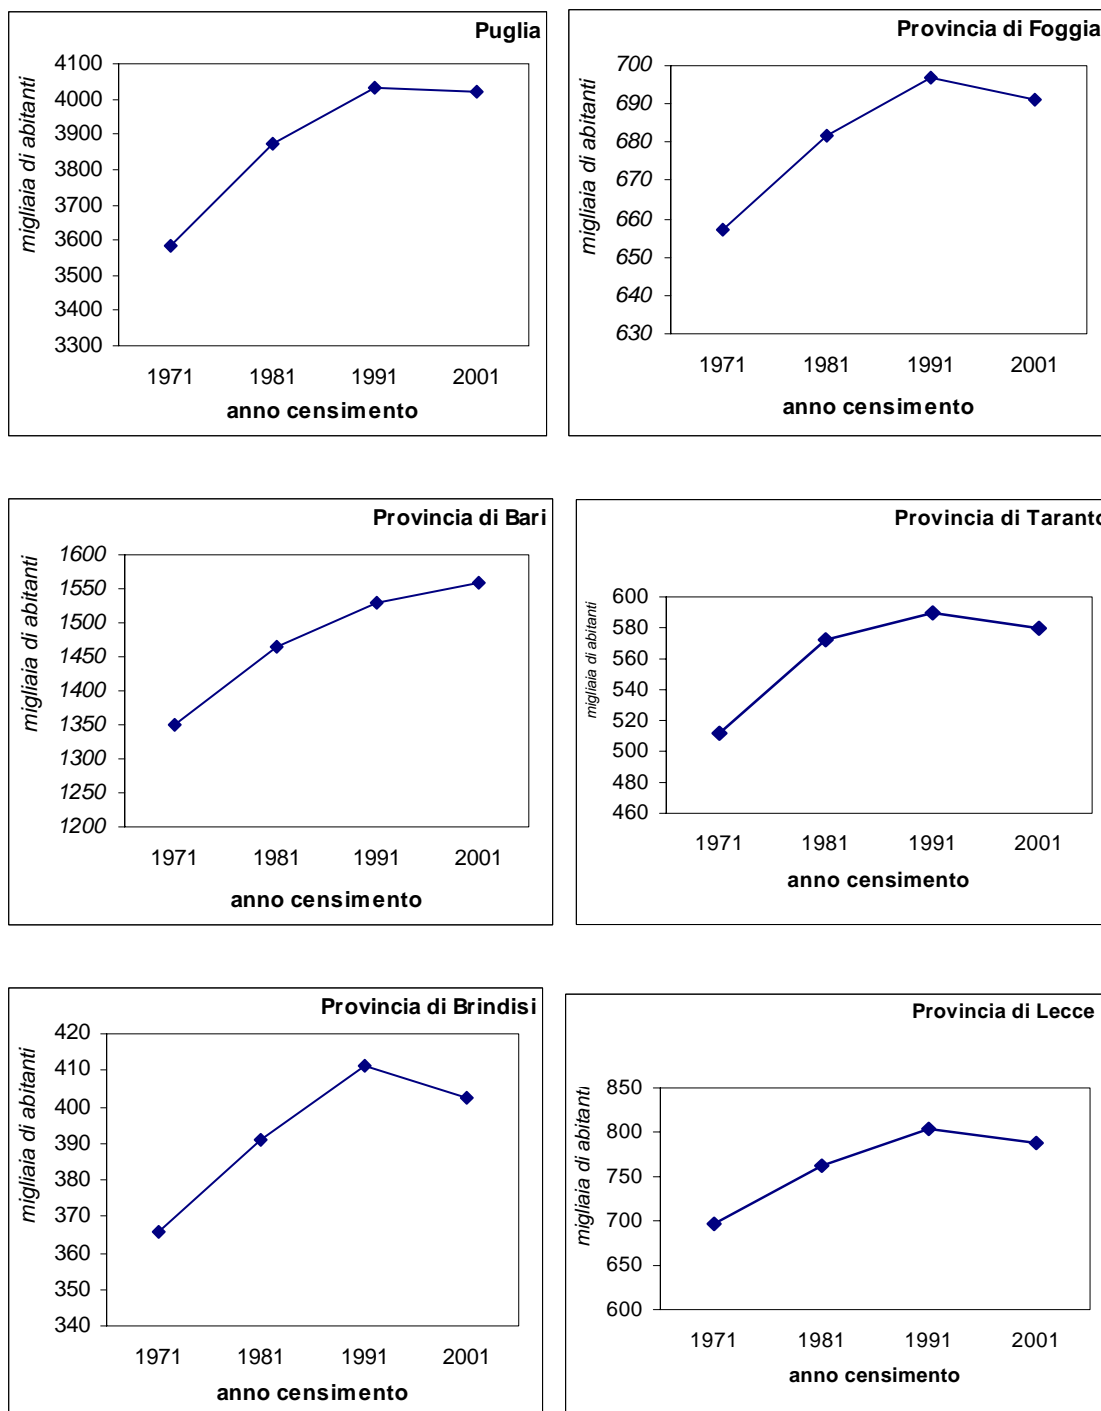 Puglia
migliaia di abitanti
4100
4000
3900
3800
3700
3600
3500
3400
3300
1971 1981 1991 2001
anno censimento
Provincia di Foggia
migliaia di abitanti
700
690
680
670
660
650
640
630
1971 1981 1991 2001
anno censimento
Provincia di Bari
migliaia di abitanti
1600
1550
1500
1450
1400
1350
1300
1250
1200
1971 1981 1991 2001
anno censimento
Provincia di Taranto
migliaia di abitanti
600
580
560
540
520
500
480
460
1971 1981 1991 2001
anno censimento
Provincia di Brindisi
migliaia di abitanti
420
410
400
390
380
370
360
350
340
1971 1981 1991 2001
anno censimento
Provincia di Lecce
migliaia di abitanti
850
800
750
700
650
600
1971 1981 1991 2001
anno censimento